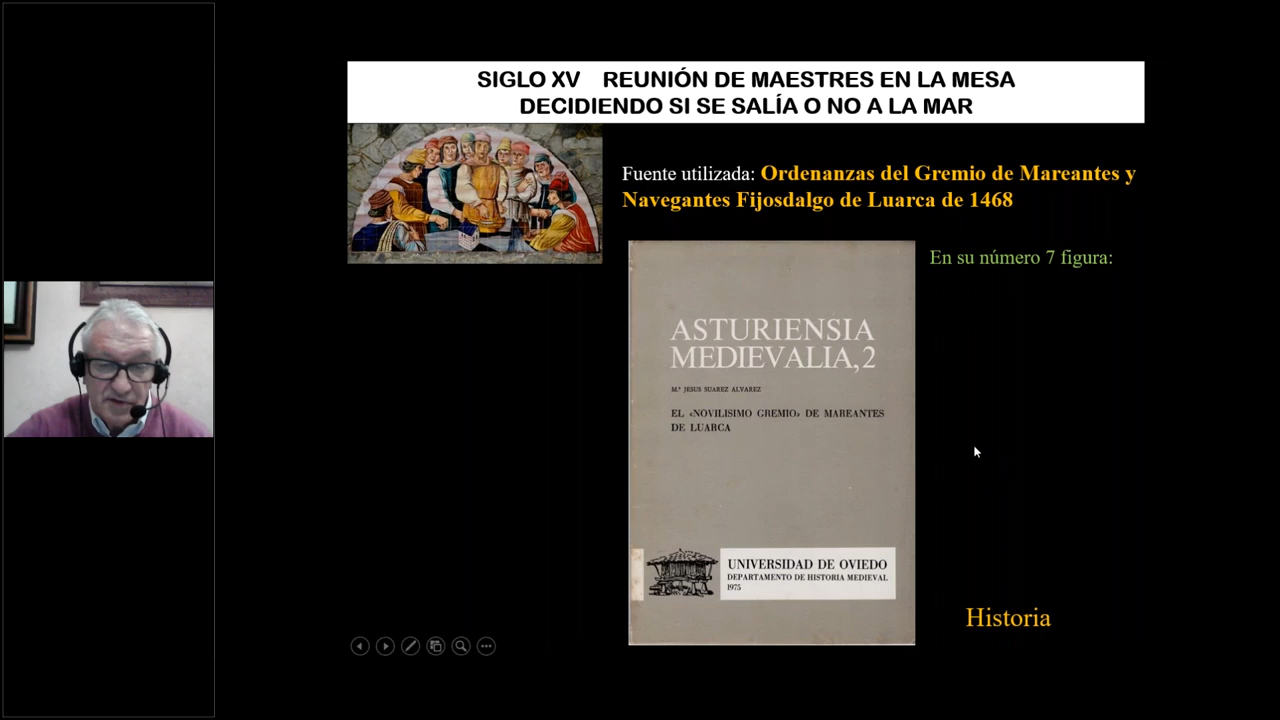 SIGLO XV REUNIÓN DE MAESTRES EN LA MESA
DECIDIENDO SI SE SALÍA O NO A LA MAR
Fuente utilizada: Ordenanzas del Gremio de Mareantes y
Navegantes Fijosdalgo de Luarca de 1468
En su número 7 figura:
ASTURIENSIA
MEDIEVALIA, 2
M.ª JESUS SUAREZ ALVAREZ
EL «NOVILISIMO GREMIO» DE MAREANTES
DE LUARCA
UNIVERSIDAD DE OVIEDO
DEPARTAMENTO DE HISTORIA MEDIEVAL
1975
Historia